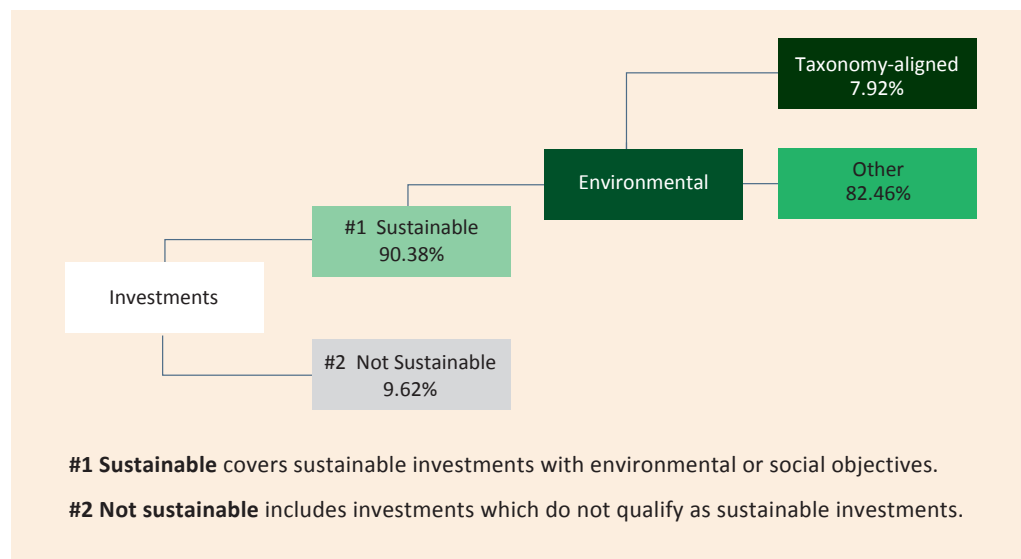 Taxonomy-aligned
7.92%
Environmental
Other
82.46%
#1 Sustainable
90.38%
Investments
#2 Not Sustainable
9.62%
#1 Sustainable covers sustainable investments with environmental or social objectives.
#2 Not sustainable includes investments which do not qualify as sustainable investments.